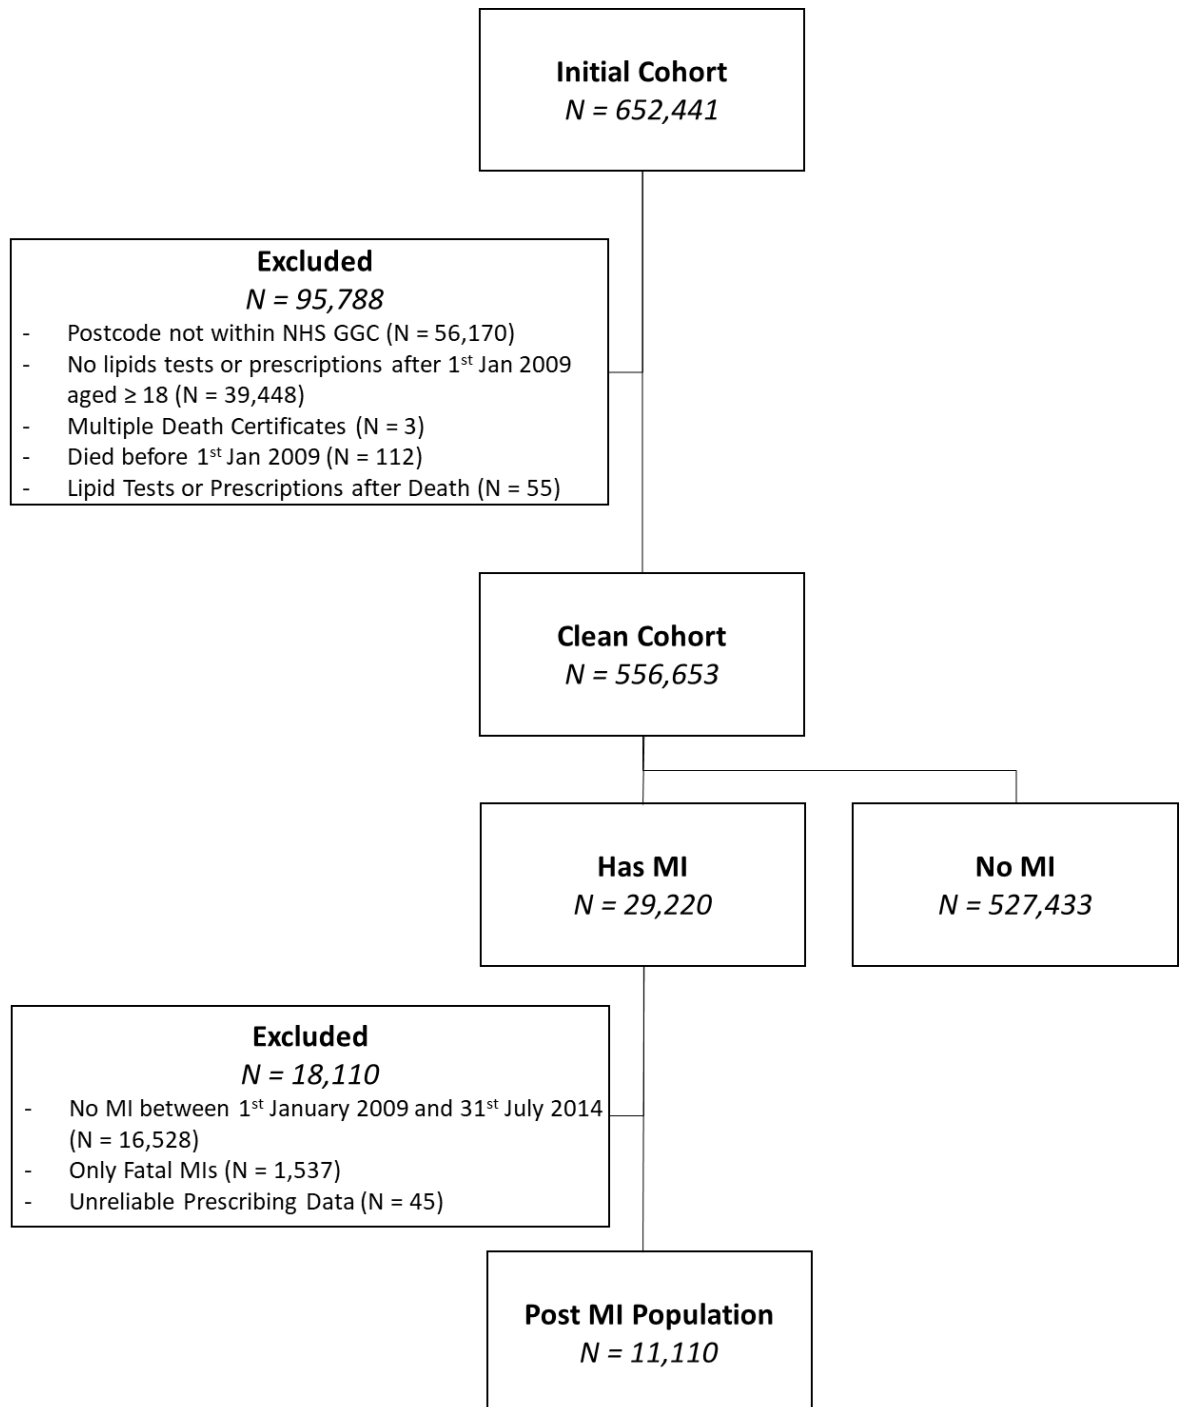 Initial Cohort
N = 652,441
Excluded
N = 95,788
- Postcode not within NHS GGC (N = 56,170)
- No lipids tests or prescriptions after 1st Jan 2009
aged ≥ 18 (N = 39,448)
- Multiple Death Certificates (N = 3)
- Died before 1st Jan 2009 (N = 112)
- Lipid Tests or Prescriptions after Death (N = 55)
Clean Cohort
N = 556,653
Has MI
N = 29,220
No MI
N = 527,433
Excluded
N = 18,110
- No MI between 1st January 2009 and 31st July 2014
(N = 16,528)
- Only Fatal MIs (N = 1,537)
- Unreliable Prescribing Data (N = 45)
Post MI Population
N = 11,110